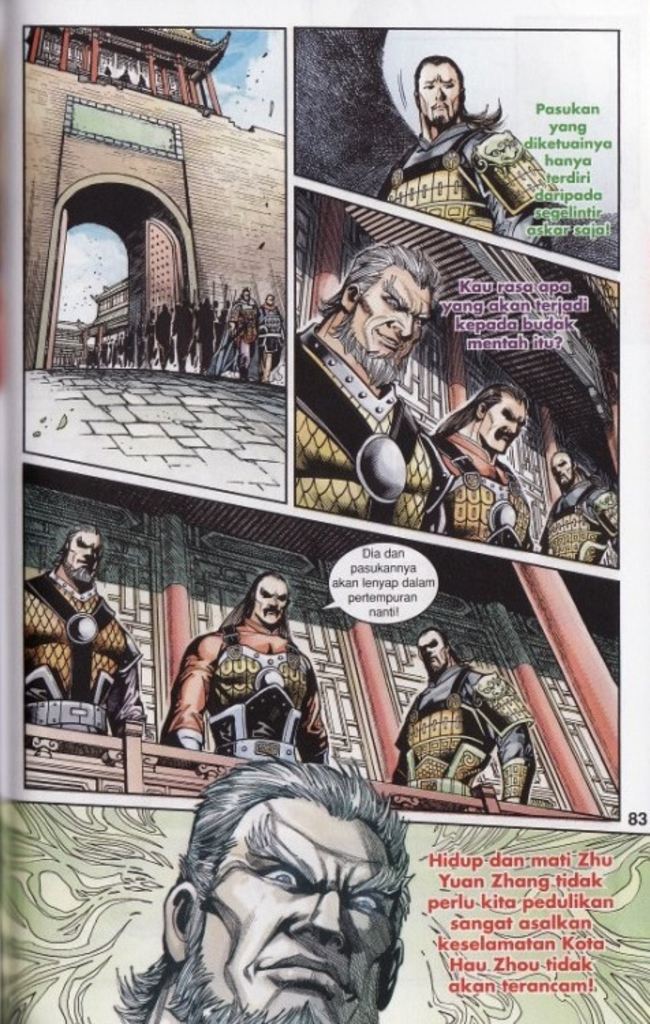 Pasukan
yang
diketuainya
hanya
terdiri
daripada
segelintir
askar saja!
Kau rasa apa
yang akan terjadi
kepada budak
mentah itu?
Dia dan
pasukannya
akan lenyap dalam
pertempuran
nanti!
83
Hidup dan mati Zhu
Yuan Zhang tidak
perlu kita pedulikan
sangat asalkan
keselamatan Kota
Hau Zhou tidak
akan terancam!